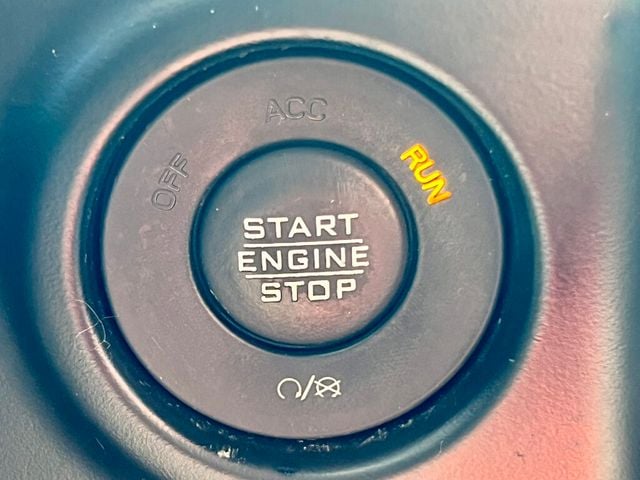 OFF
ACC
RUN
START
ENGINE
STOP